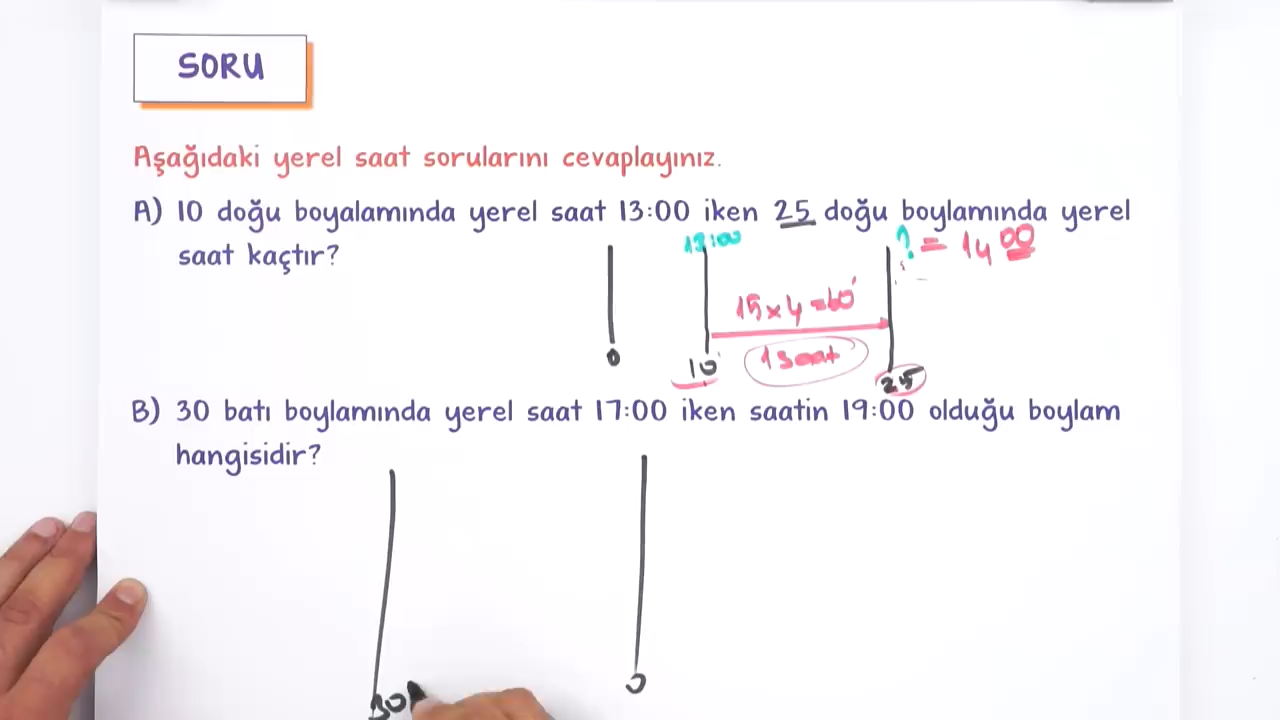 SORU
Aşağıdaki yerel saat sorularını cevaplayınız.
A) 10 doğu boyalamında yerel saat 13:00 iken 25 doğu boylamında yerel
saat kaçtır?
13:00
? = 14 00
15 x 4 = 60'
1 saat
0
10
25
B) 30 batı boylamında yerel saat 17:00 iken saatin 19:00 olduğu boylam
hangisidir?
30
0